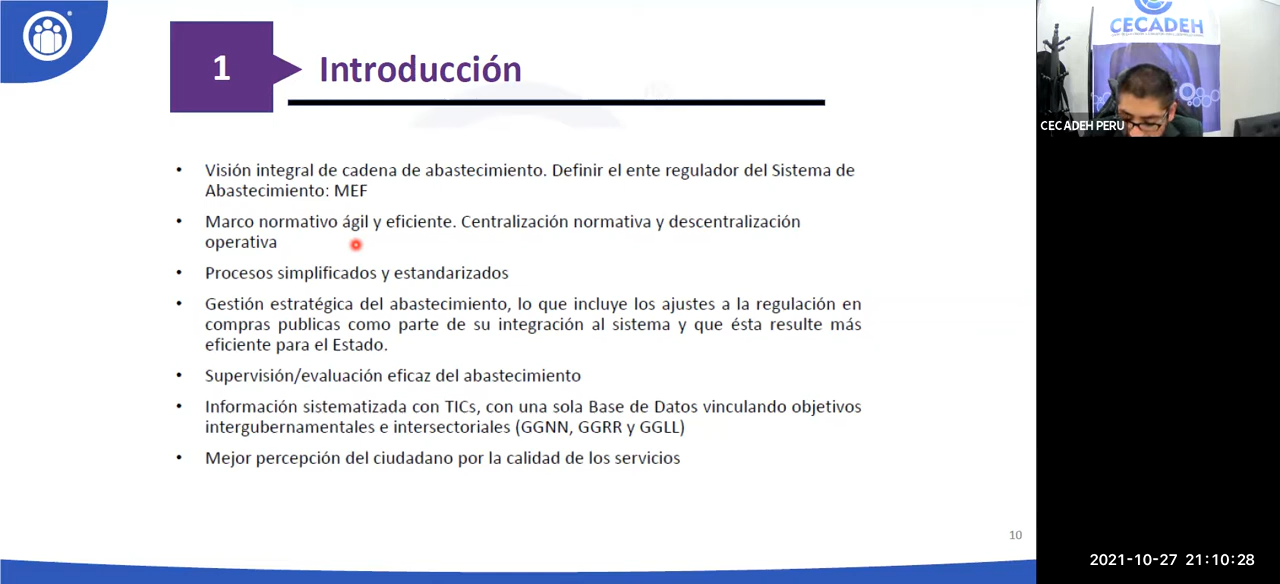 1
Introducción
• Visión integral de cadena de abastecimiento. Definir el ente regulador del Sistema de
Abastecimiento: MEF
• Marco normativo ágil y eficiente. Centralización normativa y descentralización
operativa
• Procesos simplificados y estandarizados
• Gestión estratégica del abastecimiento, lo que incluye los ajustes a la regulación en
compras publicas como parte de su integración al sistema y que ésta resulte más
eficiente para el Estado.
• Supervisión/evaluación eficaz del abastecimiento
• Información sistematizada con TICs, con una sola Base de Datos vinculando objetivos
intergubernamentales e intersectoriales (GGNN, GGRR y GGLL)
• Mejor percepción del ciudadano por la calidad de los servicios
10
CECADEH
CECADEH PERU
2021-10-27 21:10:28